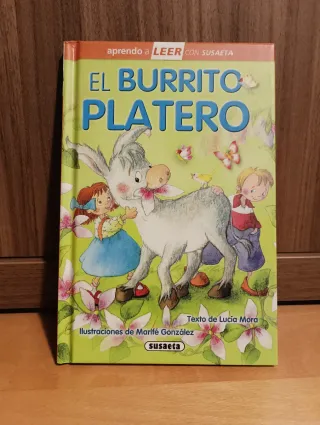 aprendo a LEER CON SUSAETA
EL BURRITO
PLATERO
Texto de Lucía Mora
Ilustraciones de Marifé González
susaeta